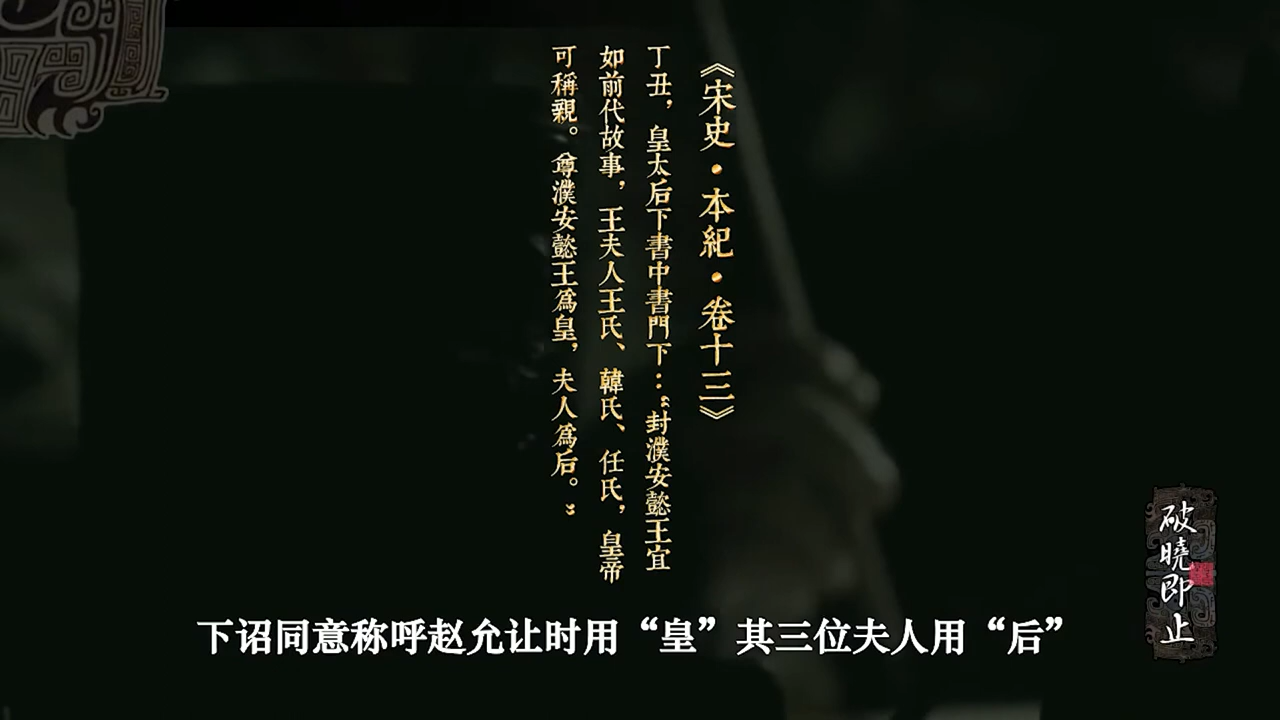 《宋史·本紀·卷十三》
丁丑，皇太后下書中書門下：“封濮安懿王宜
如前代故事，王夫人王氏、韓氏、任氏，皇帝
可稱親。尊濮安懿王爲皇，夫人爲后。”
下诏同意称呼赵允让时用“皇”其三位夫人用“后”
破曉即止